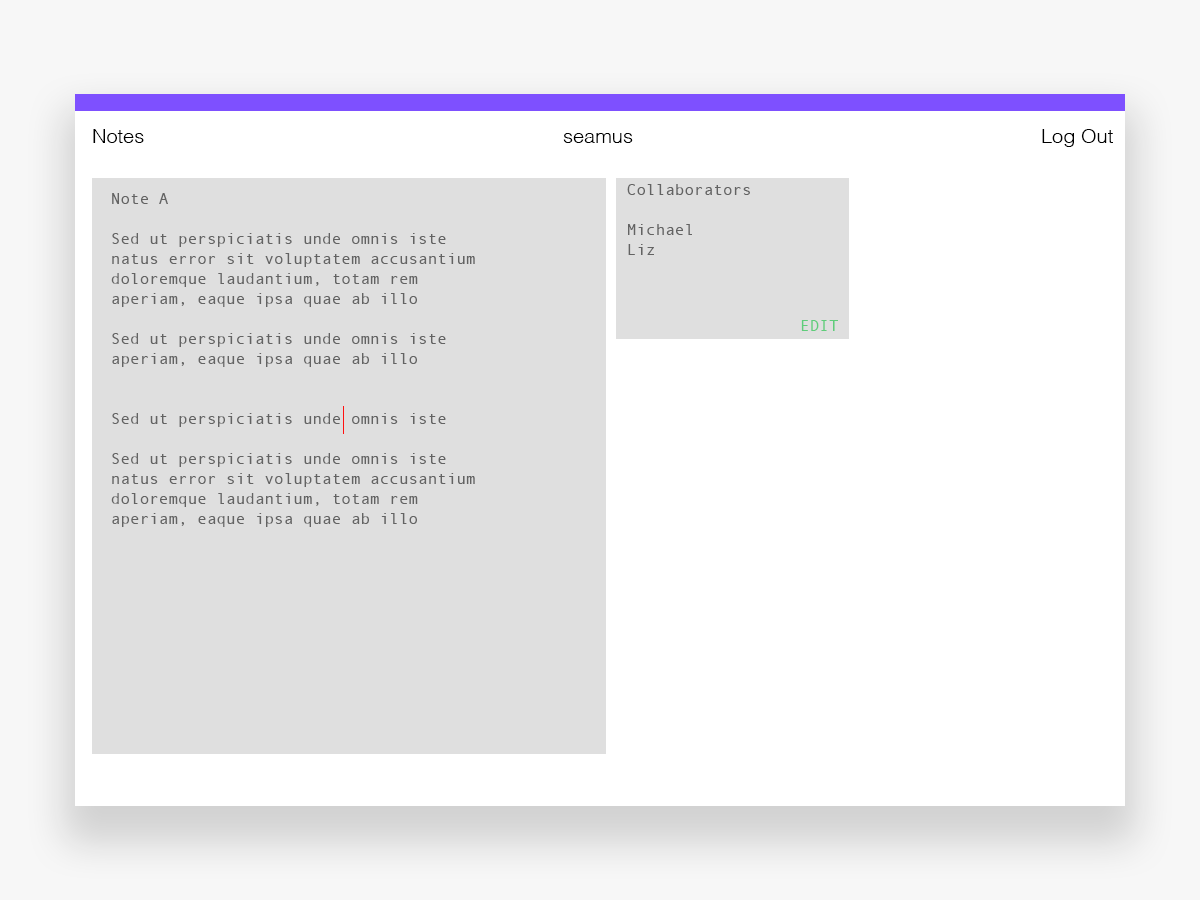 Notes
seamus
Log Out
Note A
Sed ut perspiciatis unde omnis iste
natus error sit voluptatem accusantium
doloremque laudantium, totam rem
aperiam, eaque ipsa quae ab illo
Sed ut perspiciatis unde omnis iste
aperiam, eaque ipsa quae ab illo
Sed ut perspiciatis unde omnis iste
Sed ut perspiciatis unde omnis iste
natus error sit voluptatem accusantium
doloremque laudantium, totam rem
aperiam, eaque ipsa quae ab illo
Collaborators
Michael
Liz
EDIT